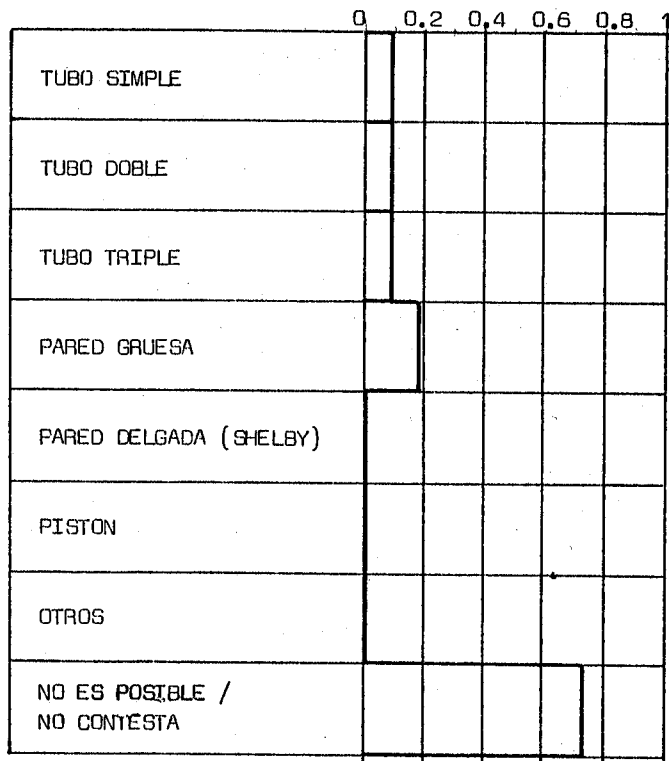 0 0.2 0.4 0.6 0.8 1
TUBO SIMPLE
TUBO DOBLE
TUBO TRIPLE
PARED GRUESA
PARED DELGADA (SHELBY)
PISTON
OTROS
NO ES POSIBLE /
NO CONTESTA